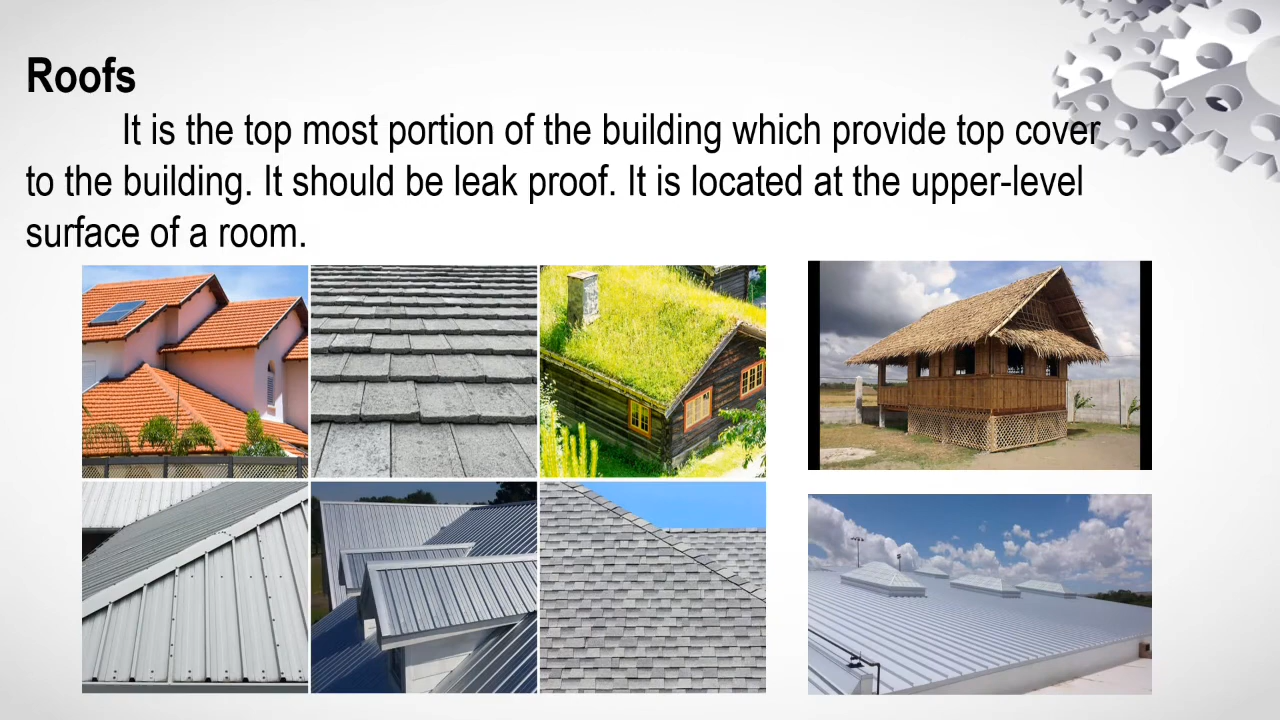 Roofs
It is the top most portion of the building which provide top cover
to the building. It should be leak proof. It is located at the upper-level
surface of a room.